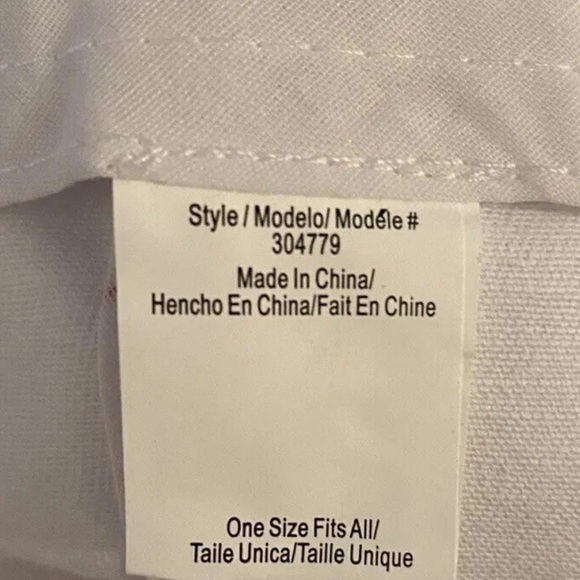 Style / Modelo/ Modéle #
304779
Made In China/
Hencho En China/Fait En Chine
One Size Fits All/
Taile Unica/Taille Unique